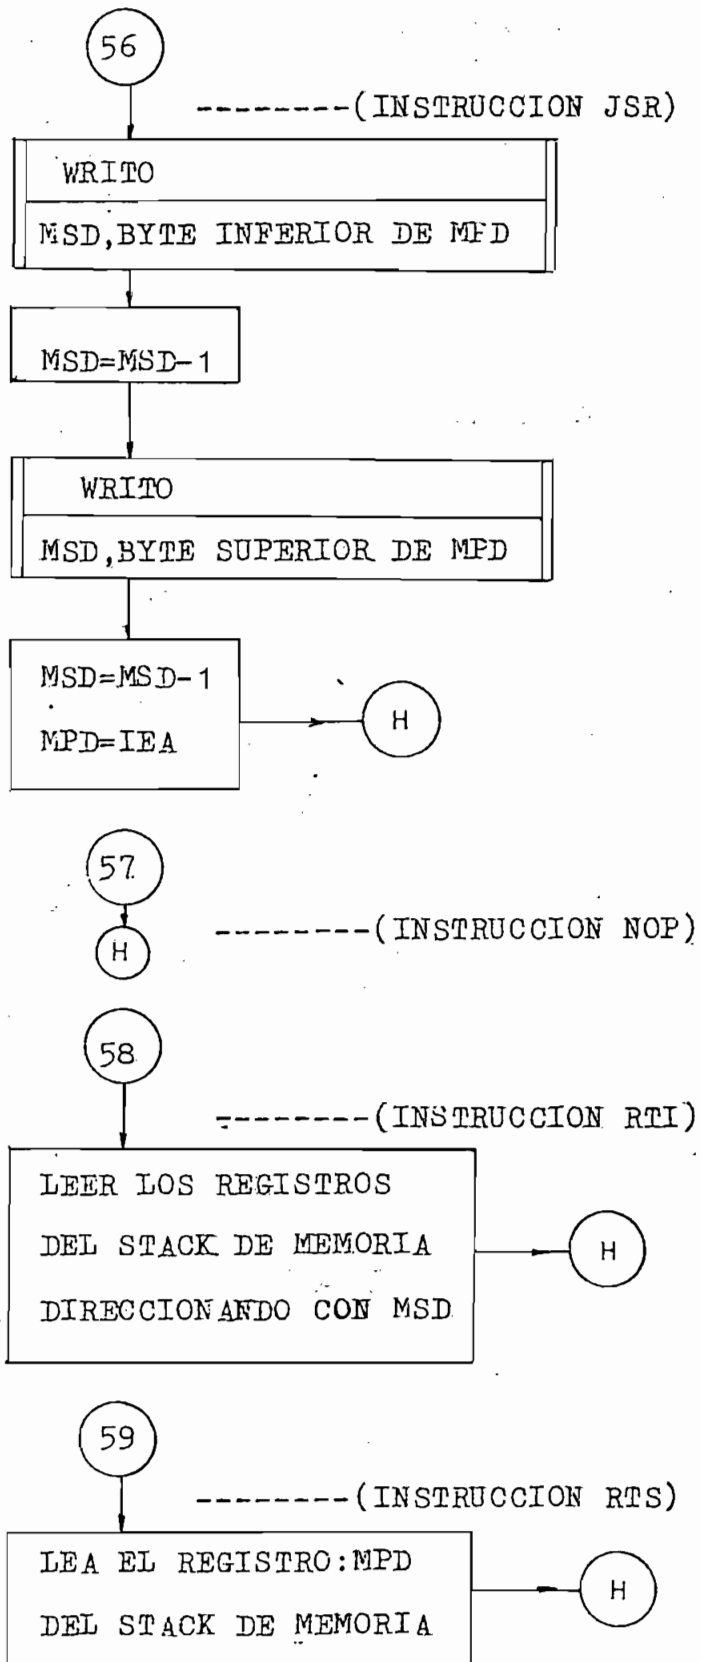 56
--------(INSTRUCCION JSR)
WRITO
MSD,BYTE INFERIOR DE MPD
MSD=MSD-1
WRITO
MSD,BYTE SUPERIOR DE MPD
MSD=MSD-1
MPD=IEA
H
57
H
--------(INSTRUCCION NOP)
58
--------(INSTRUCCION RTI)
LEER LOS REGISTROS
DEL STACK DE MEMORIA
DIRECCIONANDO CON MSD
H
59
--------(INSTRUCCION RTS)
LEA EL REGISTRO:MPD
DEL STACK DE MEMORIA
H